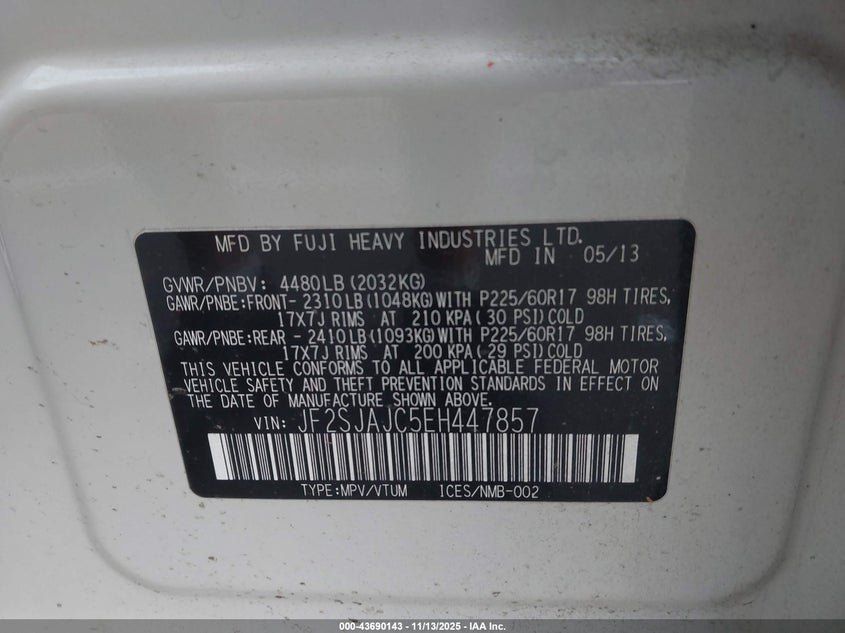 MFD BY FUJI HEAVY INDUSTRIES LTD.
MFD IN 05/13
GVWR/PNBV: 4480LB(2032KG)
GAWR/PNBE:FRONT- 2310LB(1048KG)WITH P225/60R17 98H TIRES,
17X7J RIMS AT 210 KPA(30 PSI)COLD
GAWR/PNBE:REAR - 2410LB(1093KG)WITH P225/60R17 98H TIRES,
17X7J RIMS AT 200 KPA(29 PSI)COLD
THIS VEHICLE CONFORMS TO ALL APPLICABLE FEDERAL MOTOR
VEHICLE SAFETY AND THEFT PREVENTION STANDARDS IN EFFECT ON
THE DATE OF MANUFACTURE SHOWN ABOVE.
VIN: JF2SJAJC5EH447857
TYPE:MPV/VTUM ICES/NMB-002
000-43690143 - 11/13/2025 - IAA Inc.